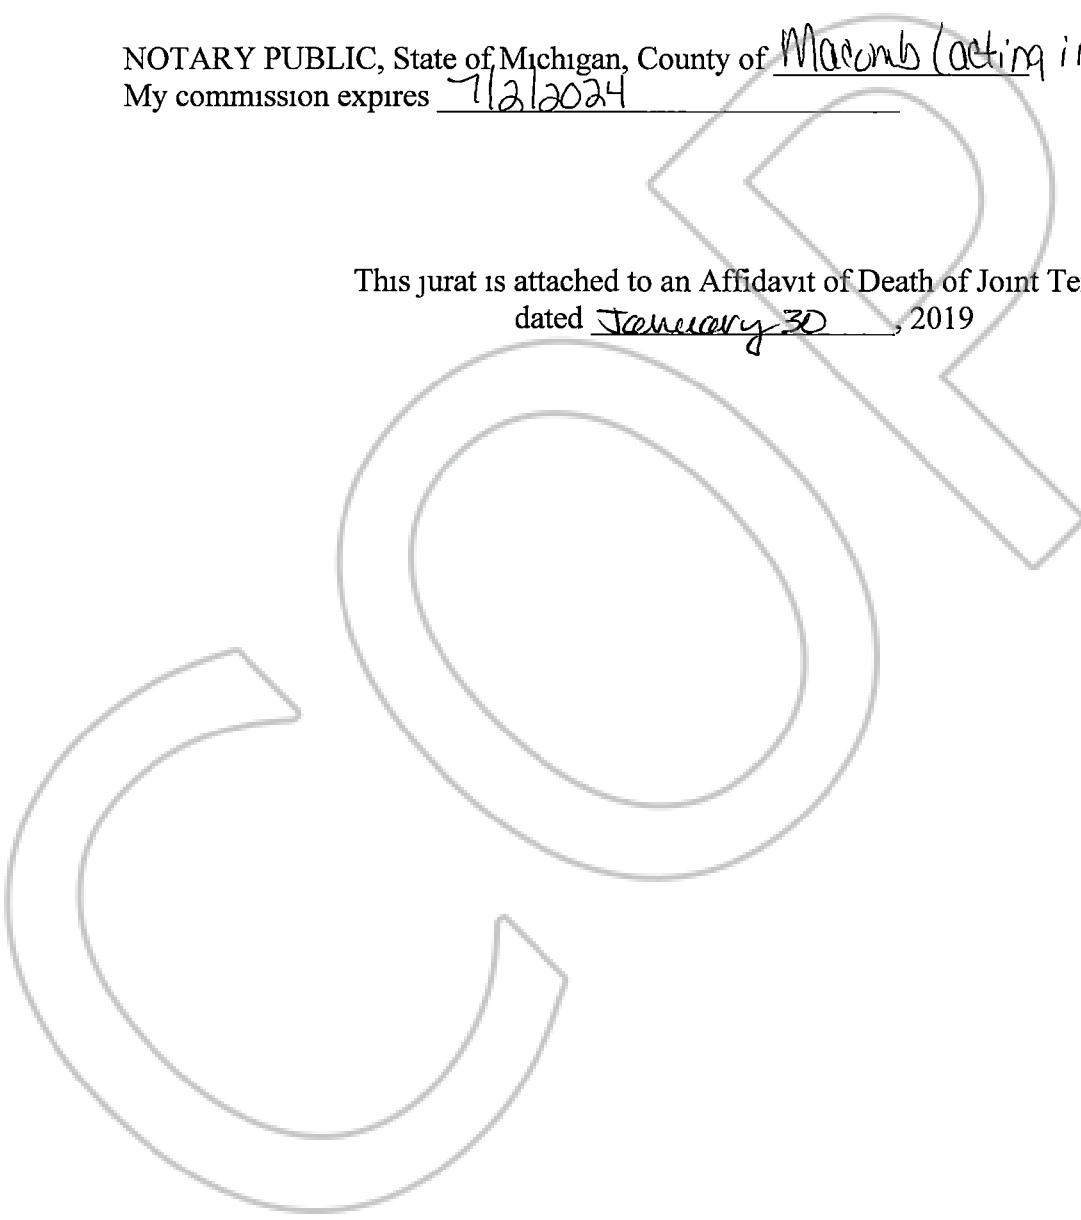 NOTARY PUBLIC, State of Michigan, County of Macomb (acting in
My commission expires 7/2/2024
This jurat is attached to an Affidavit of Death of Joint Te
dated January 30, 2019
COP